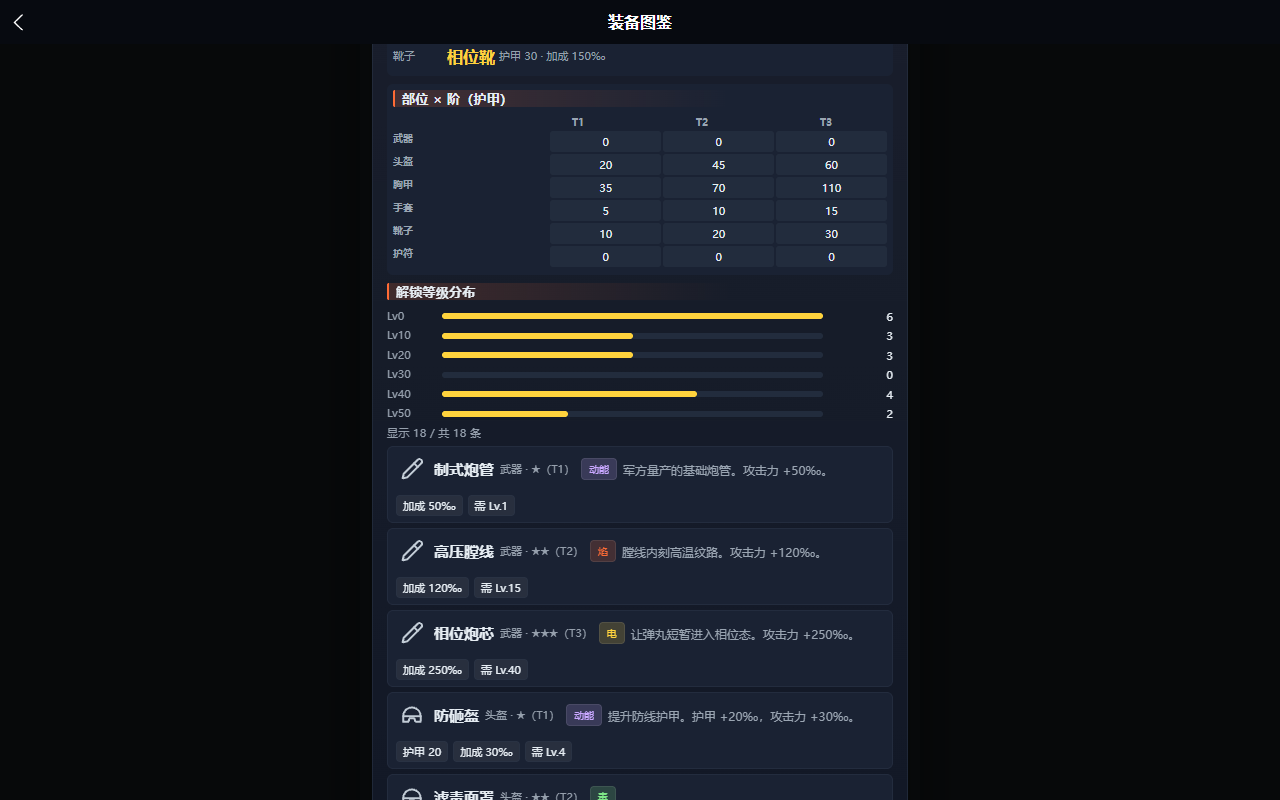 装备图鉴
靴子 相位靴 护甲 30 · 加成 150‰
部位 × 阶（护甲）
T1 T2 T3
武器 0 0 0
头盔 20 45 60
胸甲 35 70 110
手套 5 10 15
靴子 10 20 30
护符 0 0 0
解锁等级分布
Lv0 6
Lv10 3
Lv20 3
Lv30 0
Lv40 4
Lv50 2
显示 18 / 共 18 条
制式炮管 武器 · ★ (T1) 动能 军方量产的基础炮管。攻击力 +50‰。
加成 50‰ 需 Lv.1
高压膛线 武器 · ★★ (T2) 焰 膛线内刻高温纹路。攻击力 +120‰。
加成 120‰ 需 Lv.15
相位炮芯 武器 · ★★★ (T3) 电 让弹丸短暂进入相位态。攻击力 +250‰。
加成 250‰ 需 Lv.40
防砸盔 头盔 · ★ (T1) 动能 提升防线护甲。护甲 +20‰，攻击力 +30‰。
护甲 20 加成 30‰ 需 Lv.4
滤毒面罩 头盔 · ★★ (T2) 毒